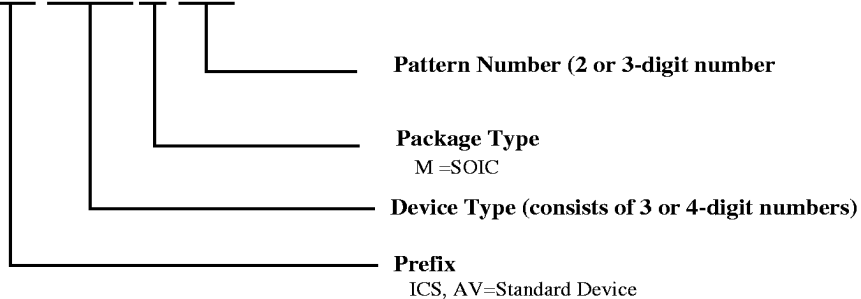 Pattern Number (2 or 3-digit number
Package Type
M =SOIC
Device Type (consists of 3 or 4-digit numbers)
Prefix
ICS, AV=Standard Device